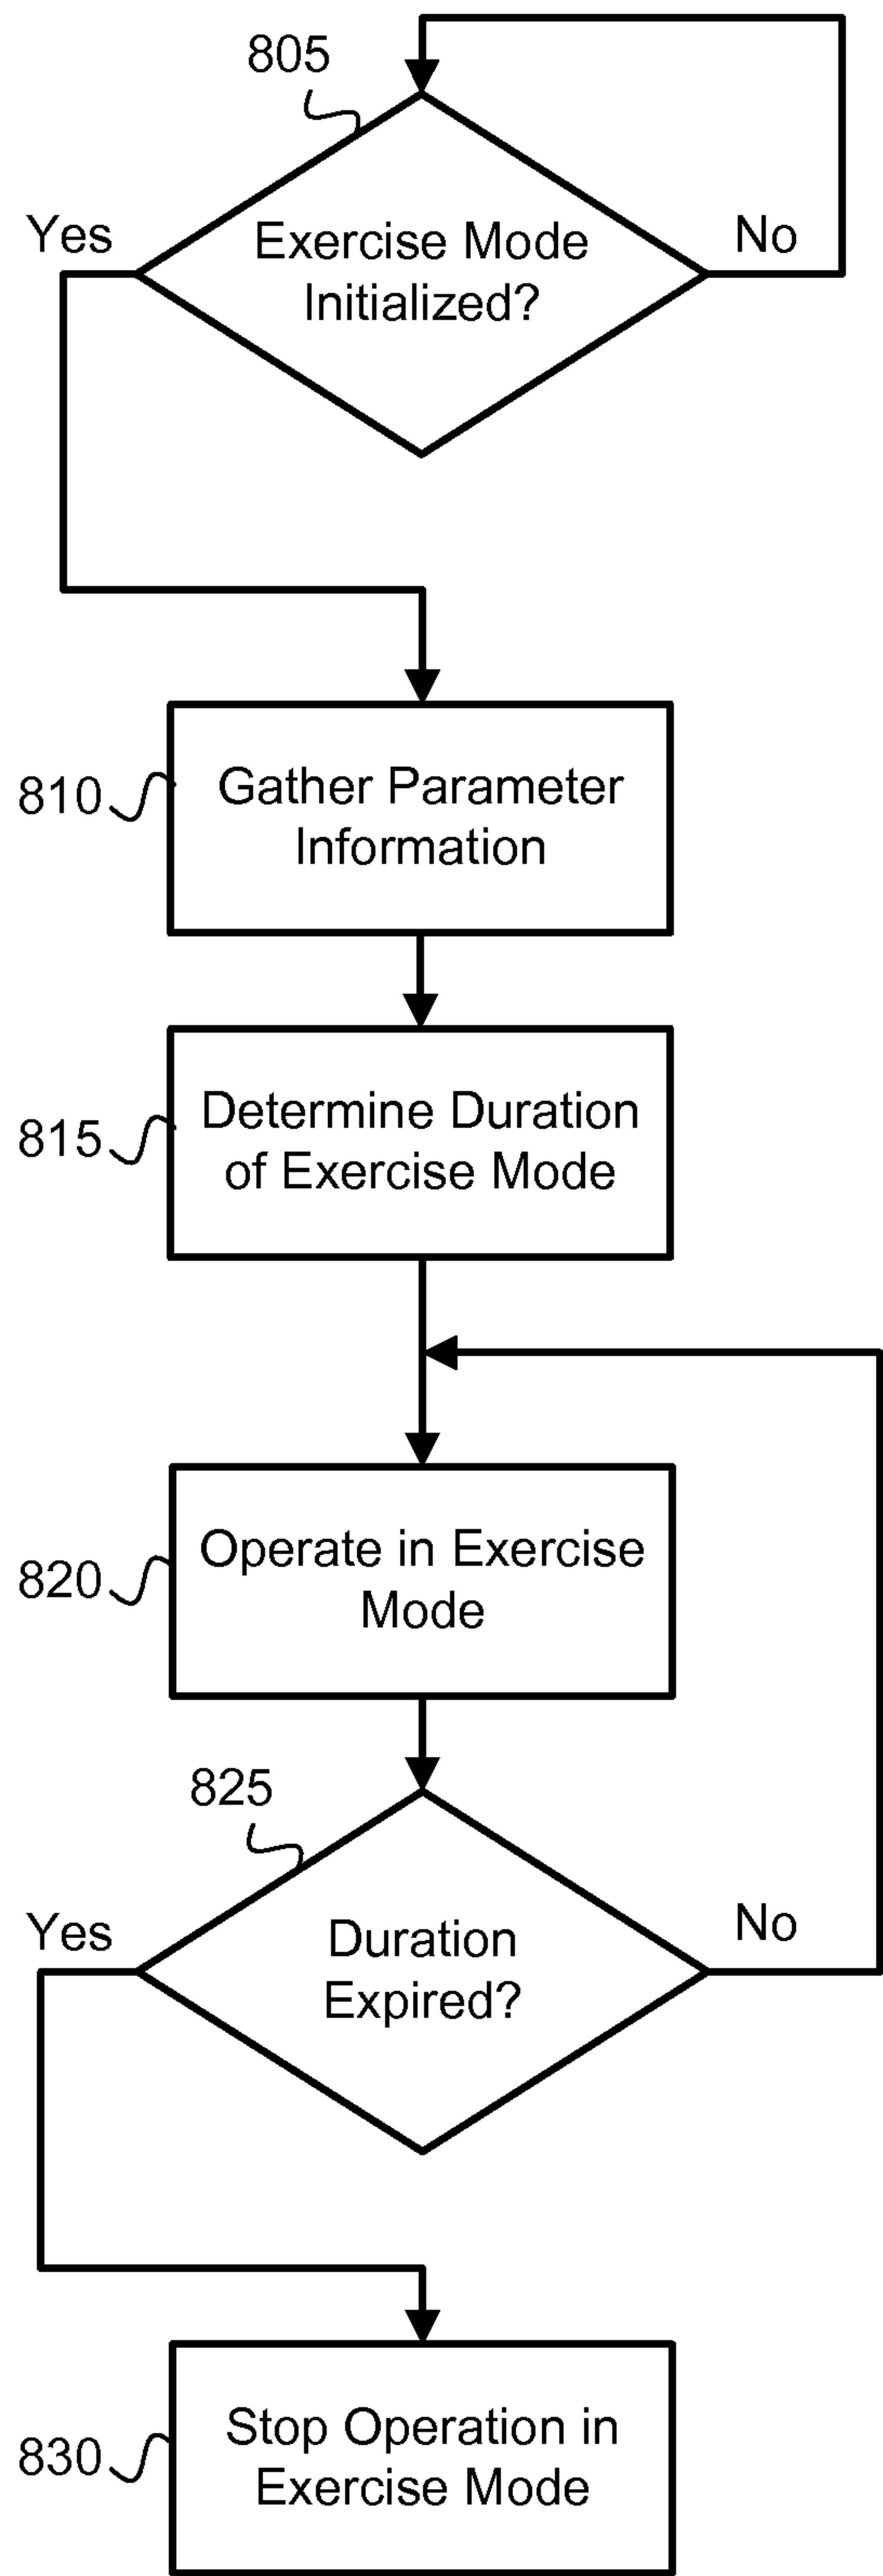 805
Yes
Exercise Mode
Initialized?
No
810
Gather Parameter
Information
815
Determine Duration
of Exercise Mode
820
Operate in Exercise
Mode
825
Yes
Duration
Expired?
No
830
Stop Operation in
Exercise Mode